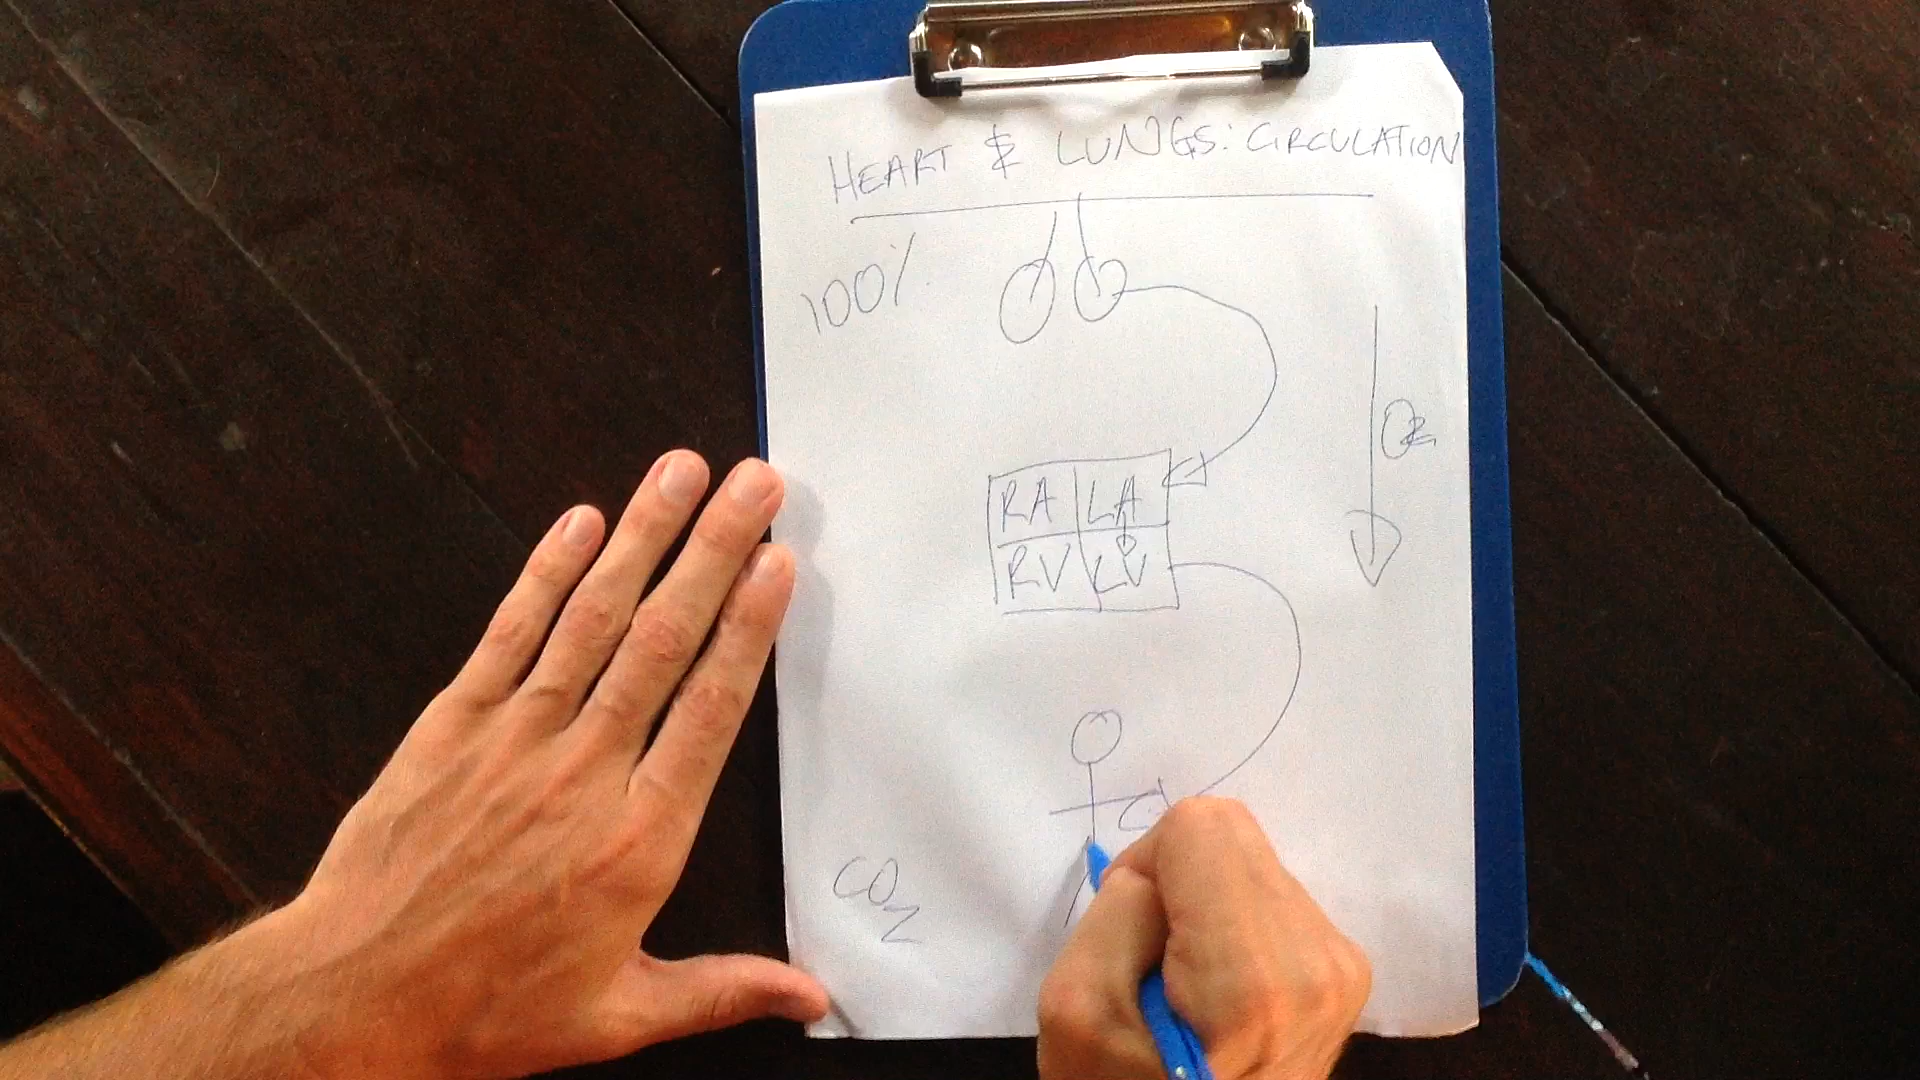 HEART & LUNGS: CIRCULATION
100%
O2
RA LA
RV LV
CO2